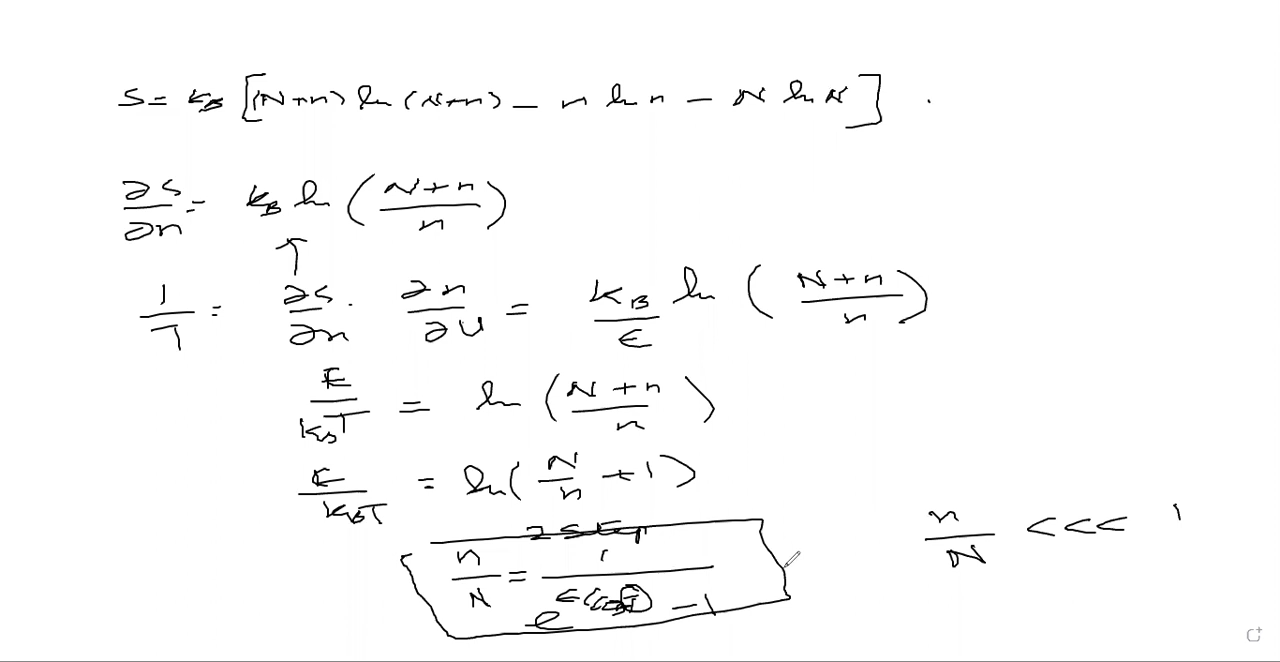 S = k_B [(N+n) ln (N+n) - n ln n - N ln N] .
∂S/∂n = k_B ln ((N+n)/n)
↑
1/T = ∂S/∂n · ∂n/∂U = k_B/ϵ ln ((N+n)/n)
E/(k_B T) = ln ((N+n)/n)
E/(k_B T) = ln (N/n + 1)
n/N <<< 1
n/N = 1/(e^(E/(k_B T)) - 1)